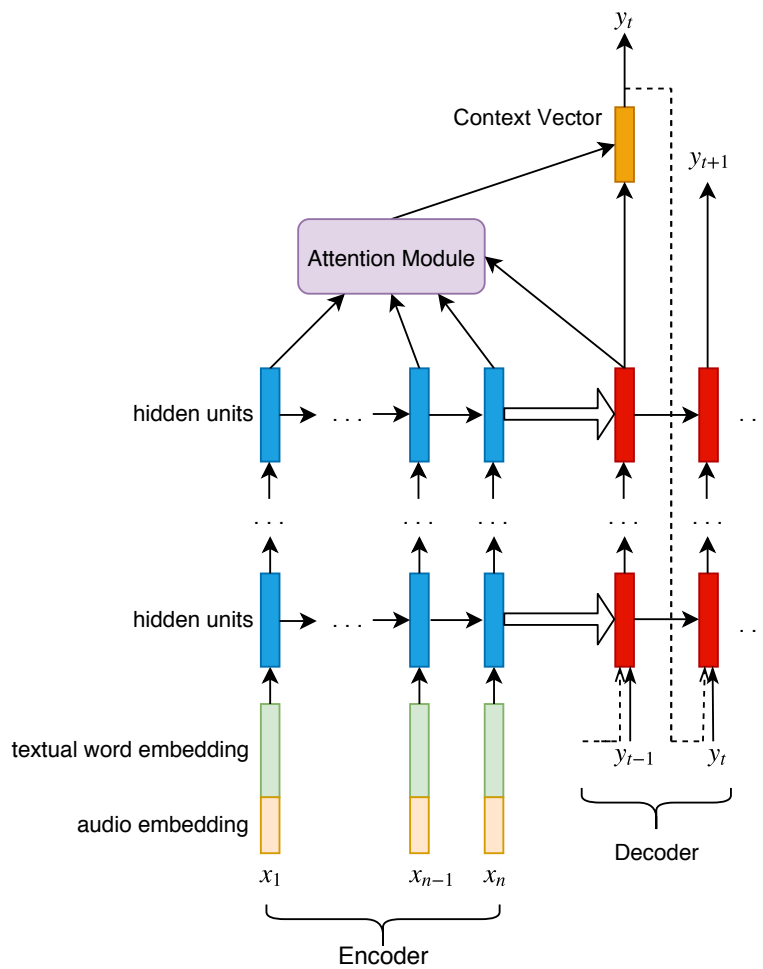 y_t
Context Vector
y_{t+1}
Attention Module
hidden units
. . .
. . .
. . . . . . . . . . . . . . .
hidden units
. . .
. . .
textual word embedding
y_{t−1} y_t
audio embedding
Decoder
x_1 x_{n−1} x_n
Encoder